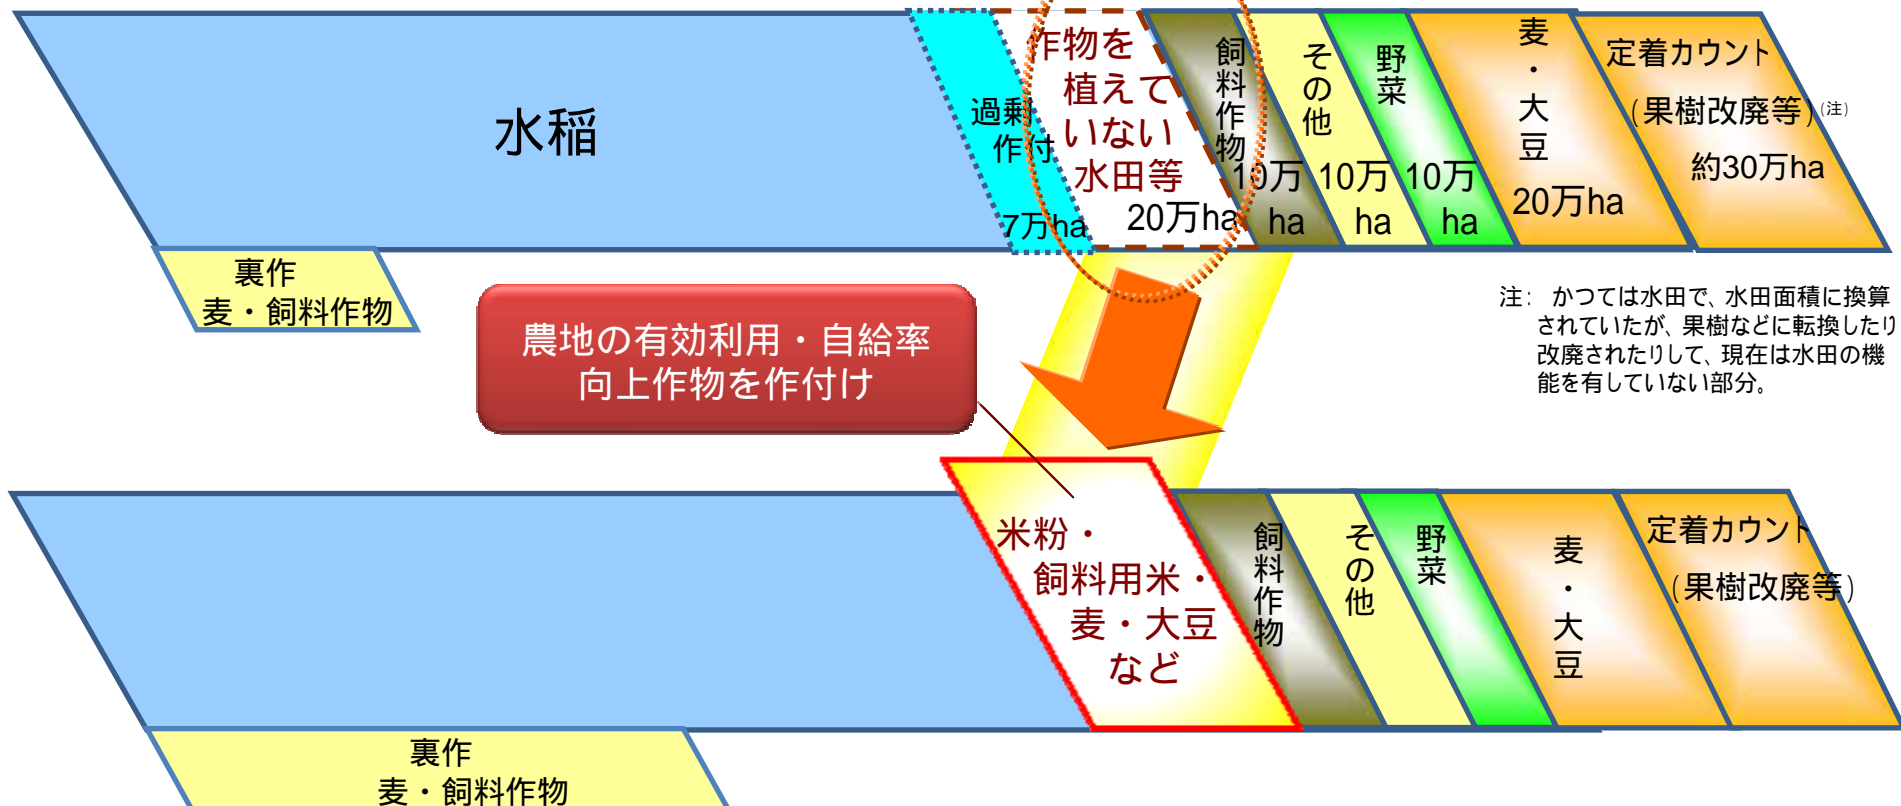 水稲
過剰
作付
7万ha
作物を
植えて
いない
水田等
20万ha
飼料作物
10万
ha
その他
10万
ha
野菜
10万
ha
麦・大豆
20万ha
定着カウント
(果樹改廃等)(注)
約30万ha
裏作
麦・飼料作物
注： かつては水田で、水田面積に換算
されていたが、果樹などに転換したり
改廃されたりして、現在は水田の機
能を有していない部分。
農地の有効利用・自給率
向上作物を作付け
米粉・
飼料用米・
麦・大豆
など
飼料作物
その他
野菜
麦・大豆
定着カウント
(果樹改廃等)
裏作
麦・飼料作物